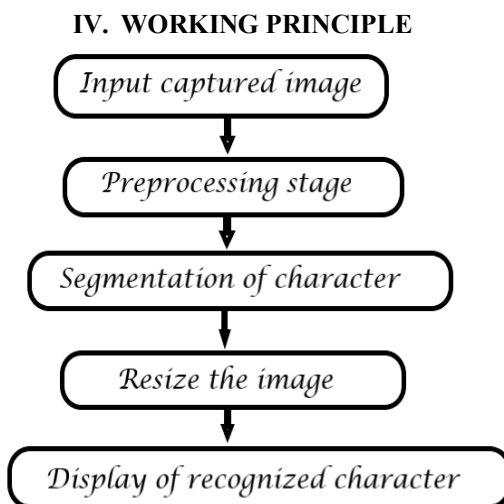 IV. WORKING PRINCIPLE
Input captured image
Preprocessing stage
Segmentation of character
Resize the image
Display of recognized character